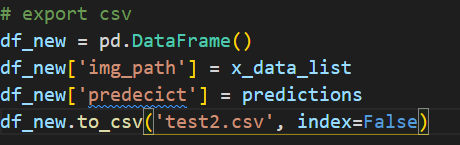 # export csv
df_new = pd.DataFrame()
df_new['img_path'] = x_data_list
df_new['predecict'] = predictions
df_new.to_csv('test2.csv', index=False)